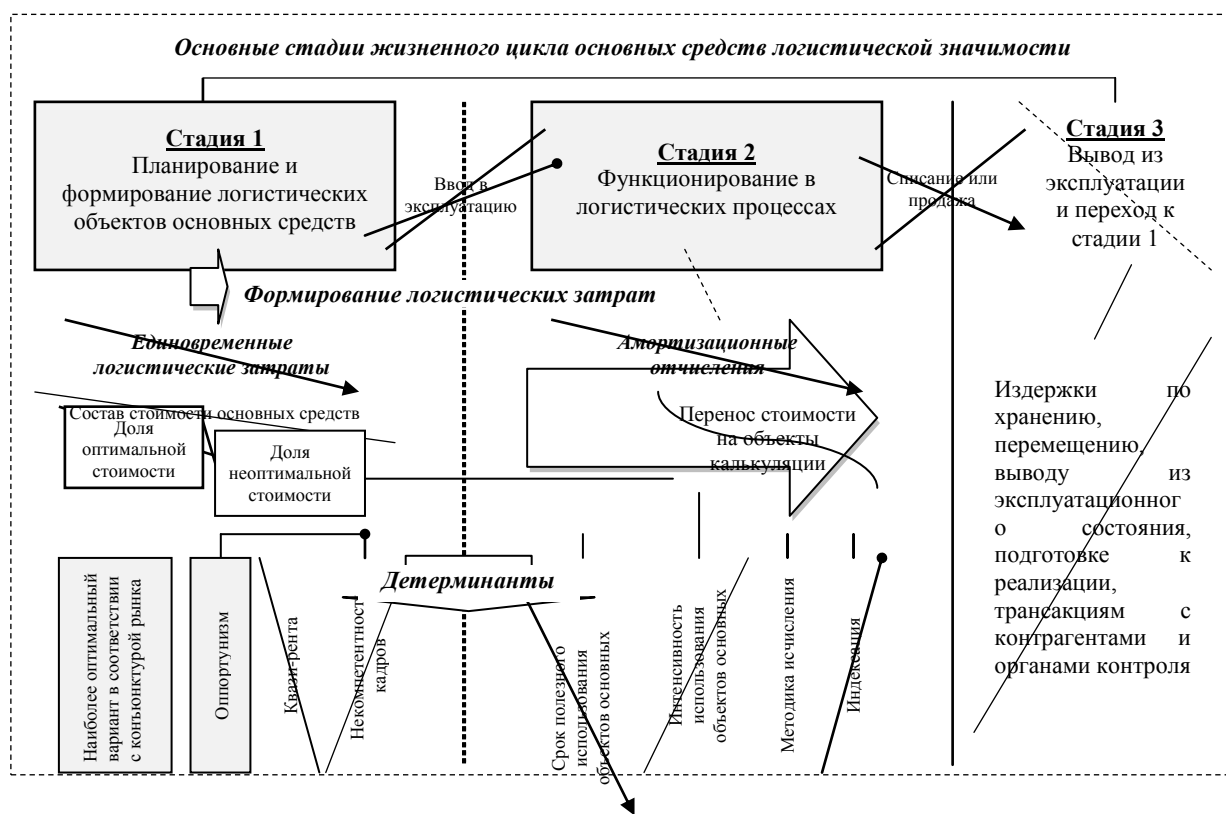 Основные стадии жизненного цикла основных средств логистической значимости
Стадия 1
Планирование и
формирование логистических
объектов основных средств
Ввод в
эксплуатацию
Стадия 2
Функционирование в
логистических процессах
Списание или
продажа
Стадия 3
Вывод из
эксплуатации
и переход к
стадии 1
Формирование логистических затрат
Единовременные
логистические затраты
Амортизационные
отчисления
Состав стоимости основных средств
Доля
оптимальной
стоимости
Доля
неоптимальной
стоимости
Перенос стоимости
на объекты
калькуляции
Издержки по
хранению,
перемещению,
выводу из
эксплуатационног
о состояния,
подготовке к
реализации,
трансакциям с
контрагентами и
органами контроля
Детерминанты
Наиболее оптимальный
вариант в соответствии
с конъюнктурой рынка
Оппортунизм
Квази-рента
Некомпетентност
кадров
Срок полезного
использования
объектов основных
Интенсивность
использования
объектов основных
Методика исчисления
Индексация